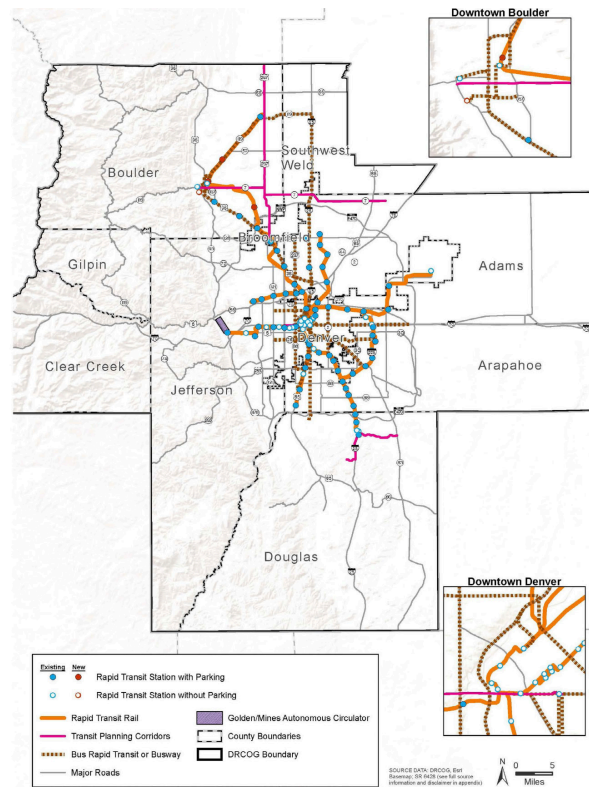 Downtown Boulder
Boulder
Southwest
Weld
Broomfield
Gilpin
Adams
Denver
Clear Creek
Jefferson
Arapahoe
Douglas
Downtown Denver
Existing New
Rapid Transit Station with Parking
Rapid Transit Station without Parking
Rapid Transit Rail
Transit Planning Corridors
Bus Rapid Transit or Busway
Major Roads
Golden/Mines Autonomous Circulator
County Boundaries
DRCOG Boundary
SOURCE DATA: DRCOG, Esri
Basemap; SR 6428 (see full source
information and disclaimer in appendix)
N
0 5
Miles